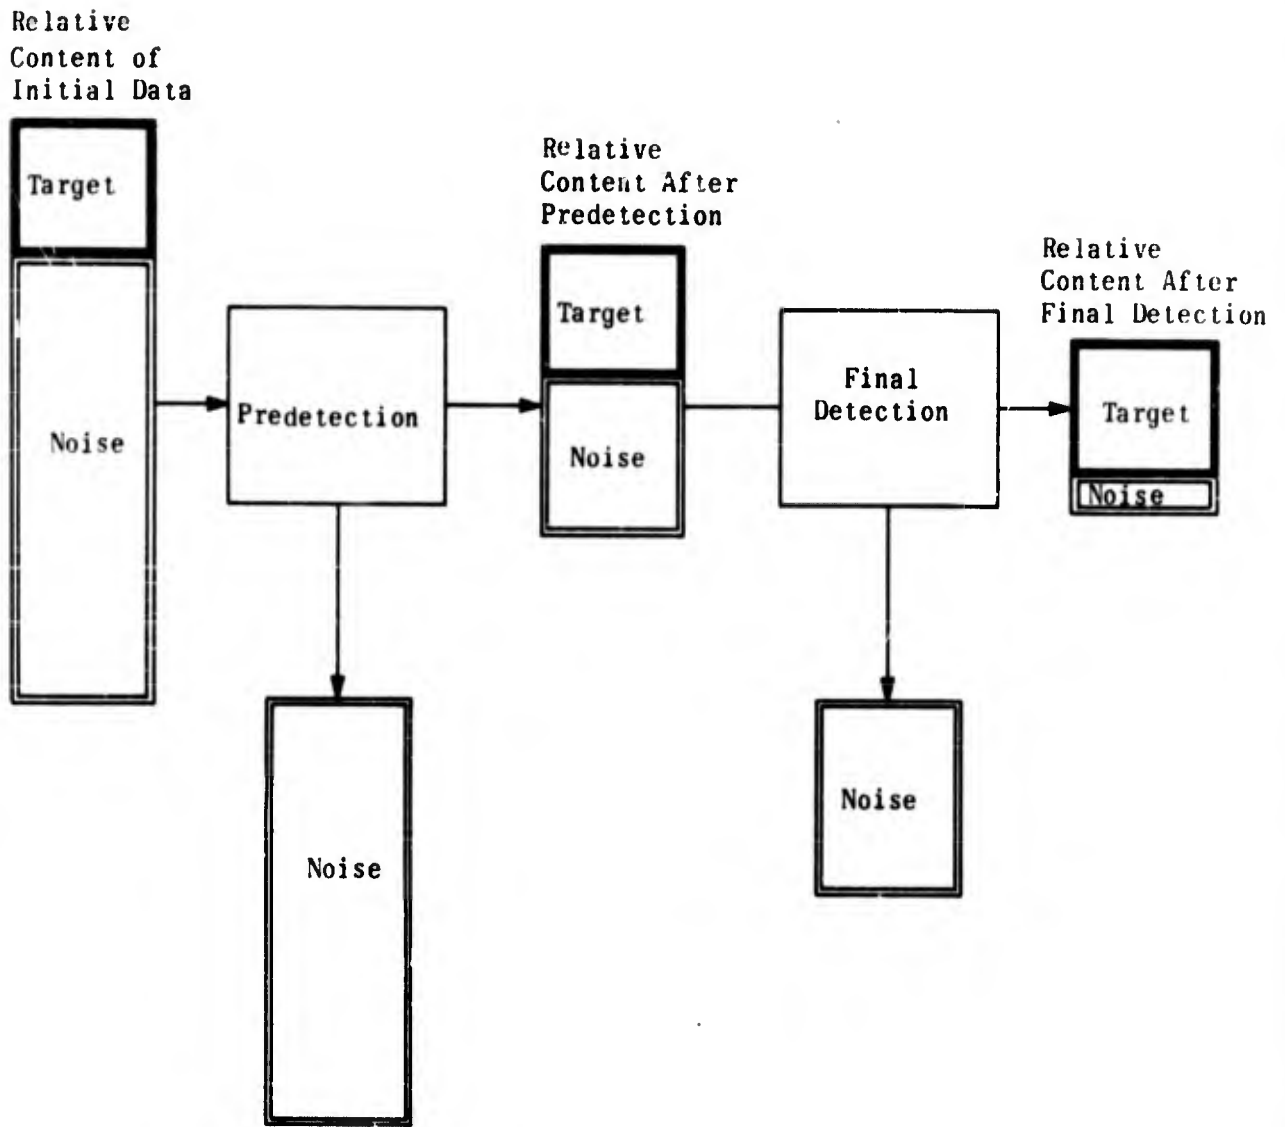 Relative
Content of
Initial Data
Target
Noise
Predetection
Noise
Relative
Content After
Predetection
Target
Noise
Final
Detection
Noise
Relative
Content After
Final Detection
Target
Noise